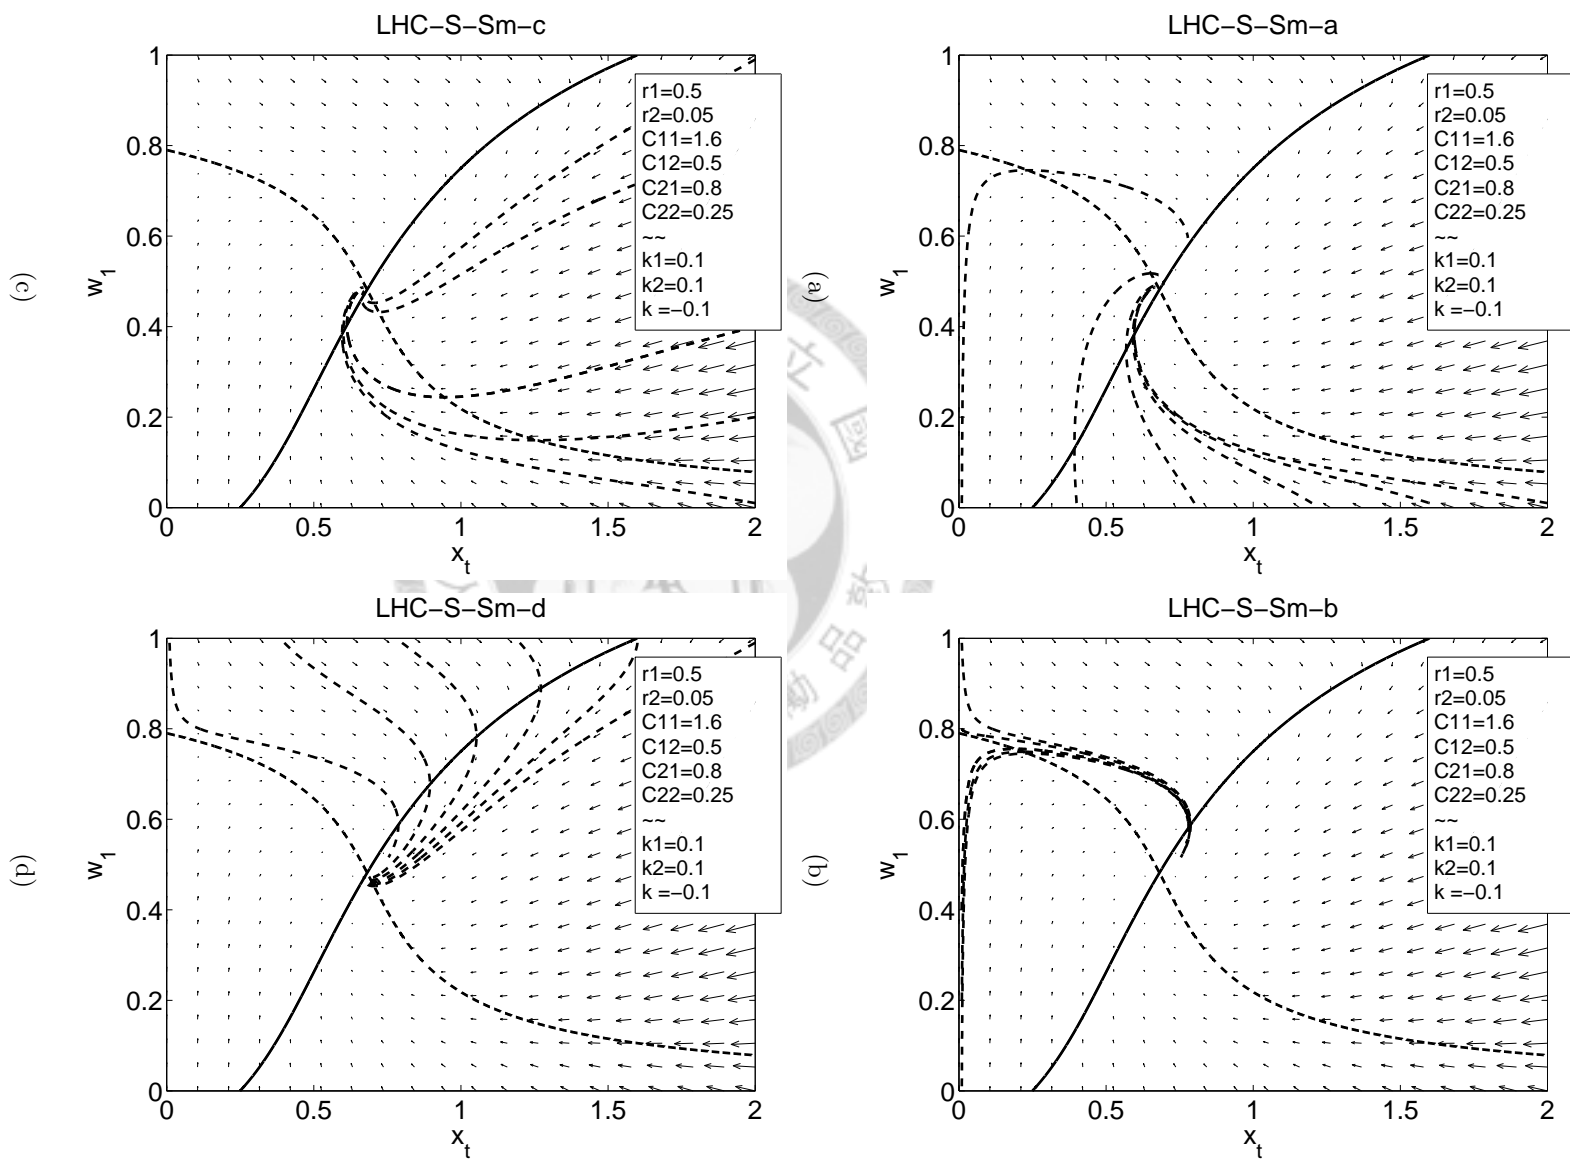 LHC-S-Sm-c
1
0.8
0.6
0.4
0.2
0
w1
0
0.5
1
1.5
2
xt
r1=0.5
r2=0.05
C11=1.6
C12=0.5
C21=0.8
C22=0.25
~~
k1=0.1
k2=0.1
k =-0.1
(c)
LHC-S-Sm-a
1
0.8
0.6
0.4
0.2
0
w1
0
0.5
1
1.5
2
xt
r1=0.5
r2=0.05
C11=1.6
C12=0.5
C21=0.8
C22=0.25
~~
k1=0.1
k2=0.1
k =-0.1
(a)
LHC-S-Sm-d
1
0.8
0.6
0.4
0.2
0
w1
0
0.5
1
1.5
2
xt
r1=0.5
r2=0.05
C11=1.6
C12=0.5
C21=0.8
C22=0.25
~~
k1=0.1
k2=0.1
k =-0.1
(d)
LHC-S-Sm-b
1
0.8
0.6
0.4
0.2
0
w1
0
0.5
1
1.5
2
xt
r1=0.5
r2=0.05
C11=1.6
C12=0.5
C21=0.8
C22=0.25
~~
k1=0.1
k2=0.1
k =-0.1
(b)
立
國
品